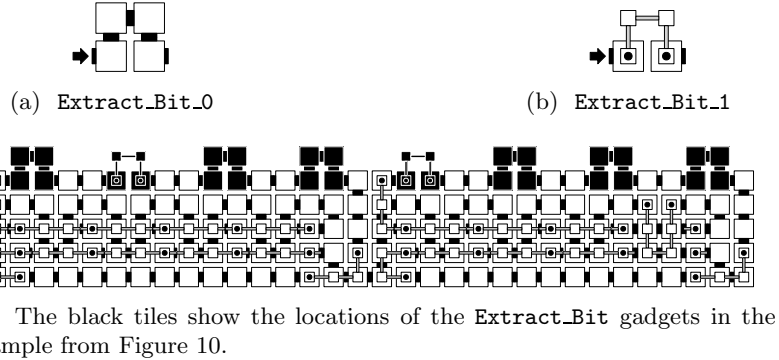 (a) Extract_Bit_0
(b) Extract_Bit_1
The black tiles show the locations of the Extract_Bit gadgets in the
mple from Figure 10.